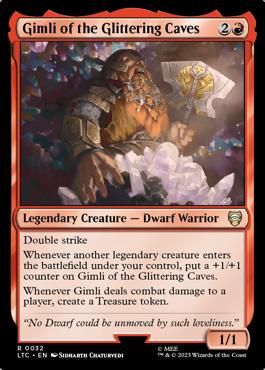 Gimli of the Glittering Caves 2
Legendary Creature — Dwarf Warrior
Double strike
Whenever another legendary creature enters
the battlefield under your control, put a +1/+1
counter on Gimli of the Glittering Caves.
Whenever Gimli deals combat damage to a
player, create a Treasure token.
“No Dwarf could be unmoved by such loveliness.”
1/1
R 0032
LTC • EN SIDHARTH CHATURVEDI
© MEE
™ & © 2023 Wizards of the Coast